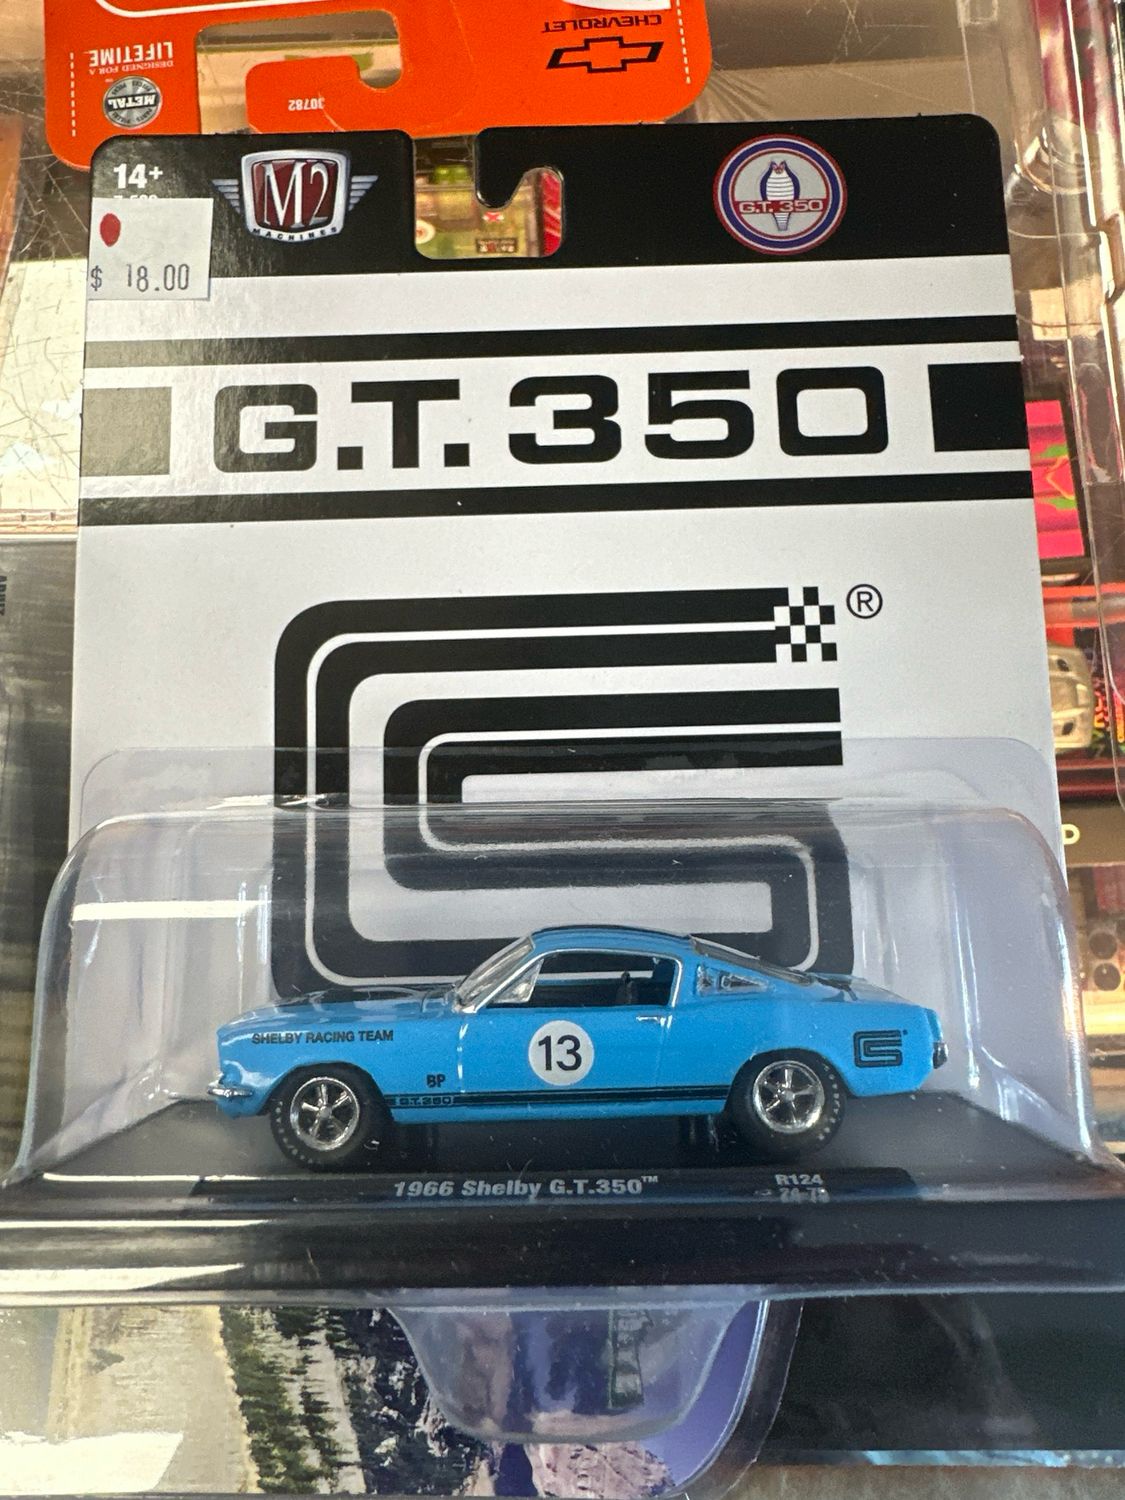 CHEVROLET
DESIGNED FOR A
LIFETIME
METAL
J0782
14+
M2
MACHINES
G.T. 350
$ 18.00
G.T. 350
®
SHELBY RACING TEAM
13
BP
G.T.350
1966 Shelby G.T.350™
R124